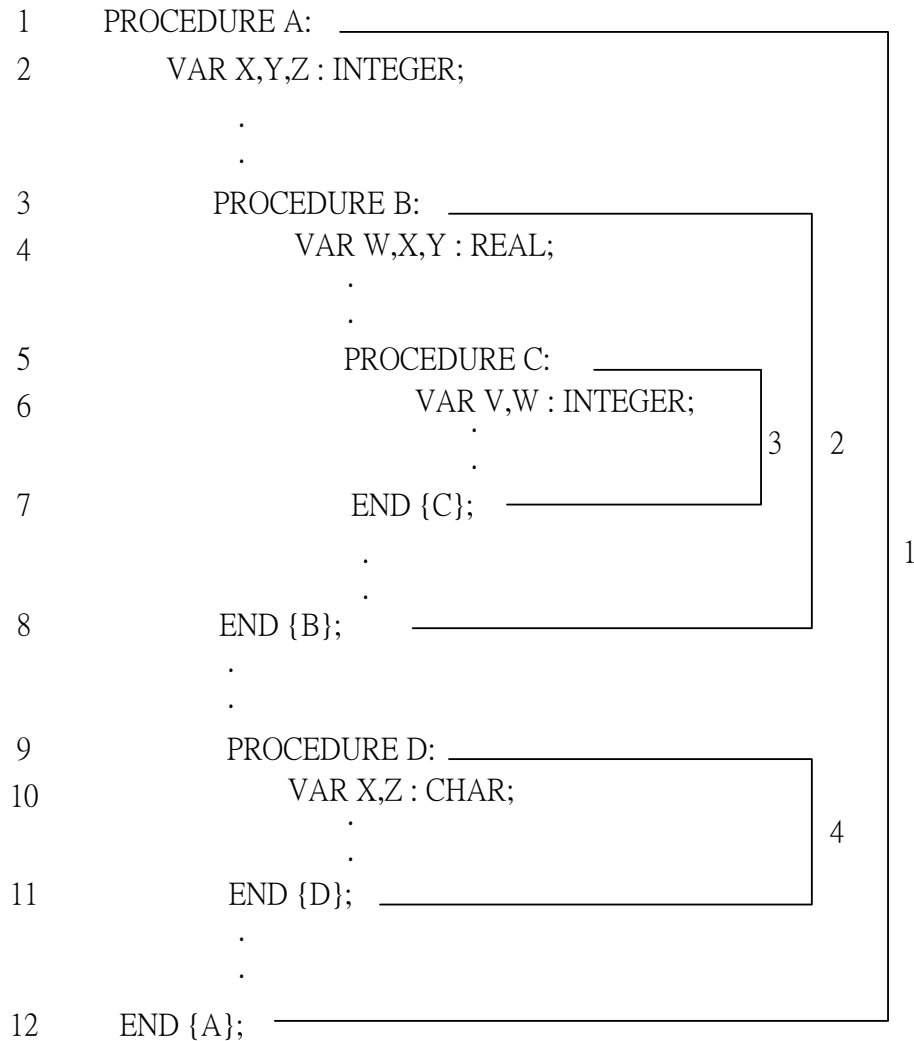 1 PROCEDURE A:
2 VAR X,Y,Z : INTEGER;
.
.
3 PROCEDURE B:
4 VAR W,X,Y : REAL;
.
.
5 PROCEDURE C:
6 VAR V,W : INTEGER;
.
.
3 2
7 END {C};
1
.
.
8 END {B};
.
.
9 PROCEDURE D:
10 VAR X,Z : CHAR;
.
4
.
11 END {D};
.
.
12 END {A};